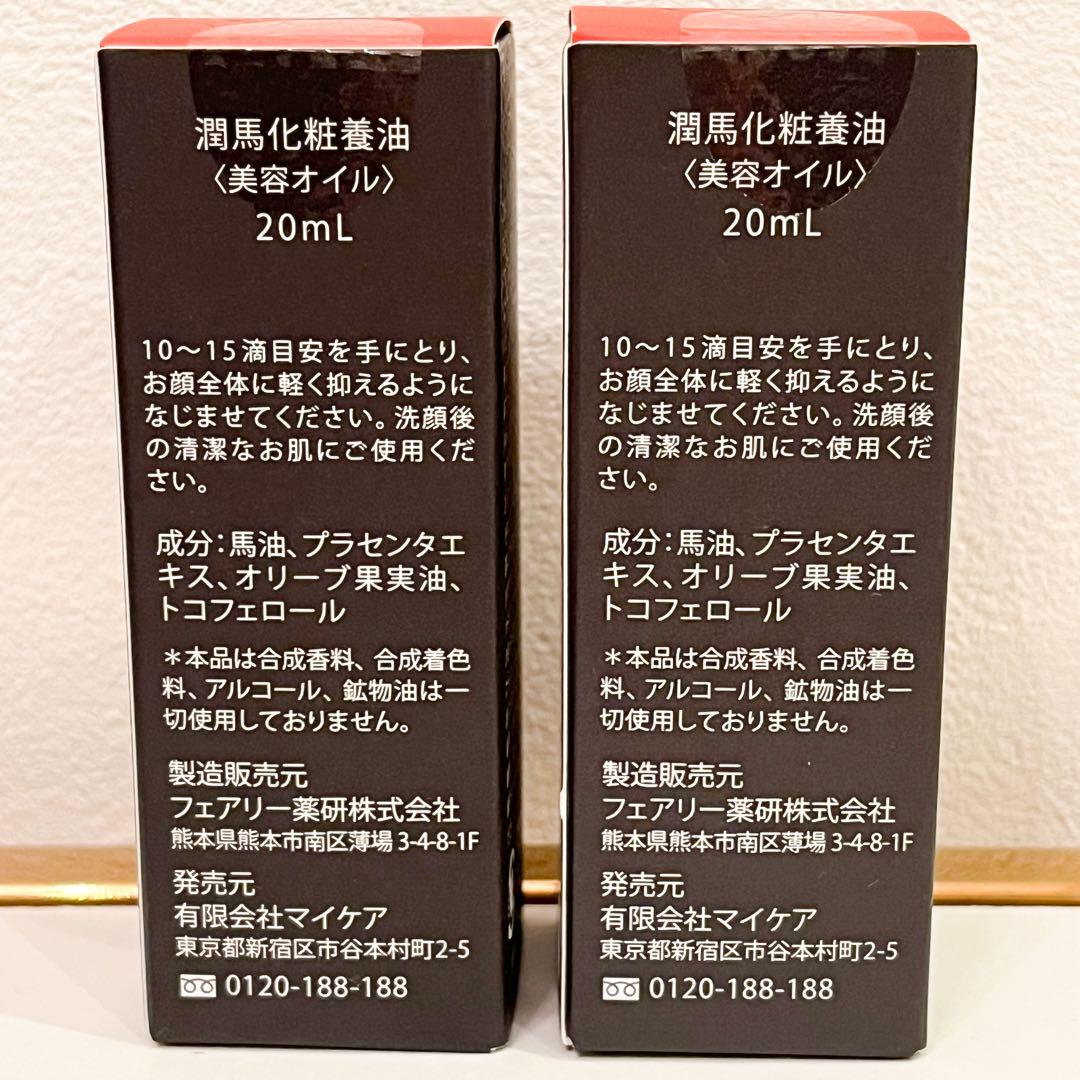 潤馬化粧養油
〈美容オイル〉
20mL
10～15滴目安を手にとり、
お顔全体に軽く抑えるように
なじませてください。洗顔後
の清潔なお肌にご使用くだ
さい。
成分：馬油、プラセンタエ
キス、オリーブ果実油、
トコフェロール
＊本品は合成香料、合成着色
料、アルコール、鉱物油は一
切使用しておりません。
製造販売元
フェアリー薬研株式会社
熊本県熊本市南区薄場3-4-8-1F
発売元
有限会社マイケア
東京都新宿区市谷本村町2-5
0120-188-188
潤馬化粧養油
〈美容オイル〉
20mL
10～15滴目安を手にとり、
お顔全体に軽く抑えるように
なじませてください。洗顔後
の清潔なお肌にご使用くだ
さい。
成分：馬油、プラセンタエ
キス、オリーブ果実油、
トコフェロール
＊本品は合成香料、合成着色
料、アルコール、鉱物油は一
切使用しておりません。
製造販売元
フェアリー薬研株式会社
熊本県熊本市南区薄場3-4-8-1F
発売元
有限会社マイケア
東京都新宿区市谷本村町2-5
0120-188-188